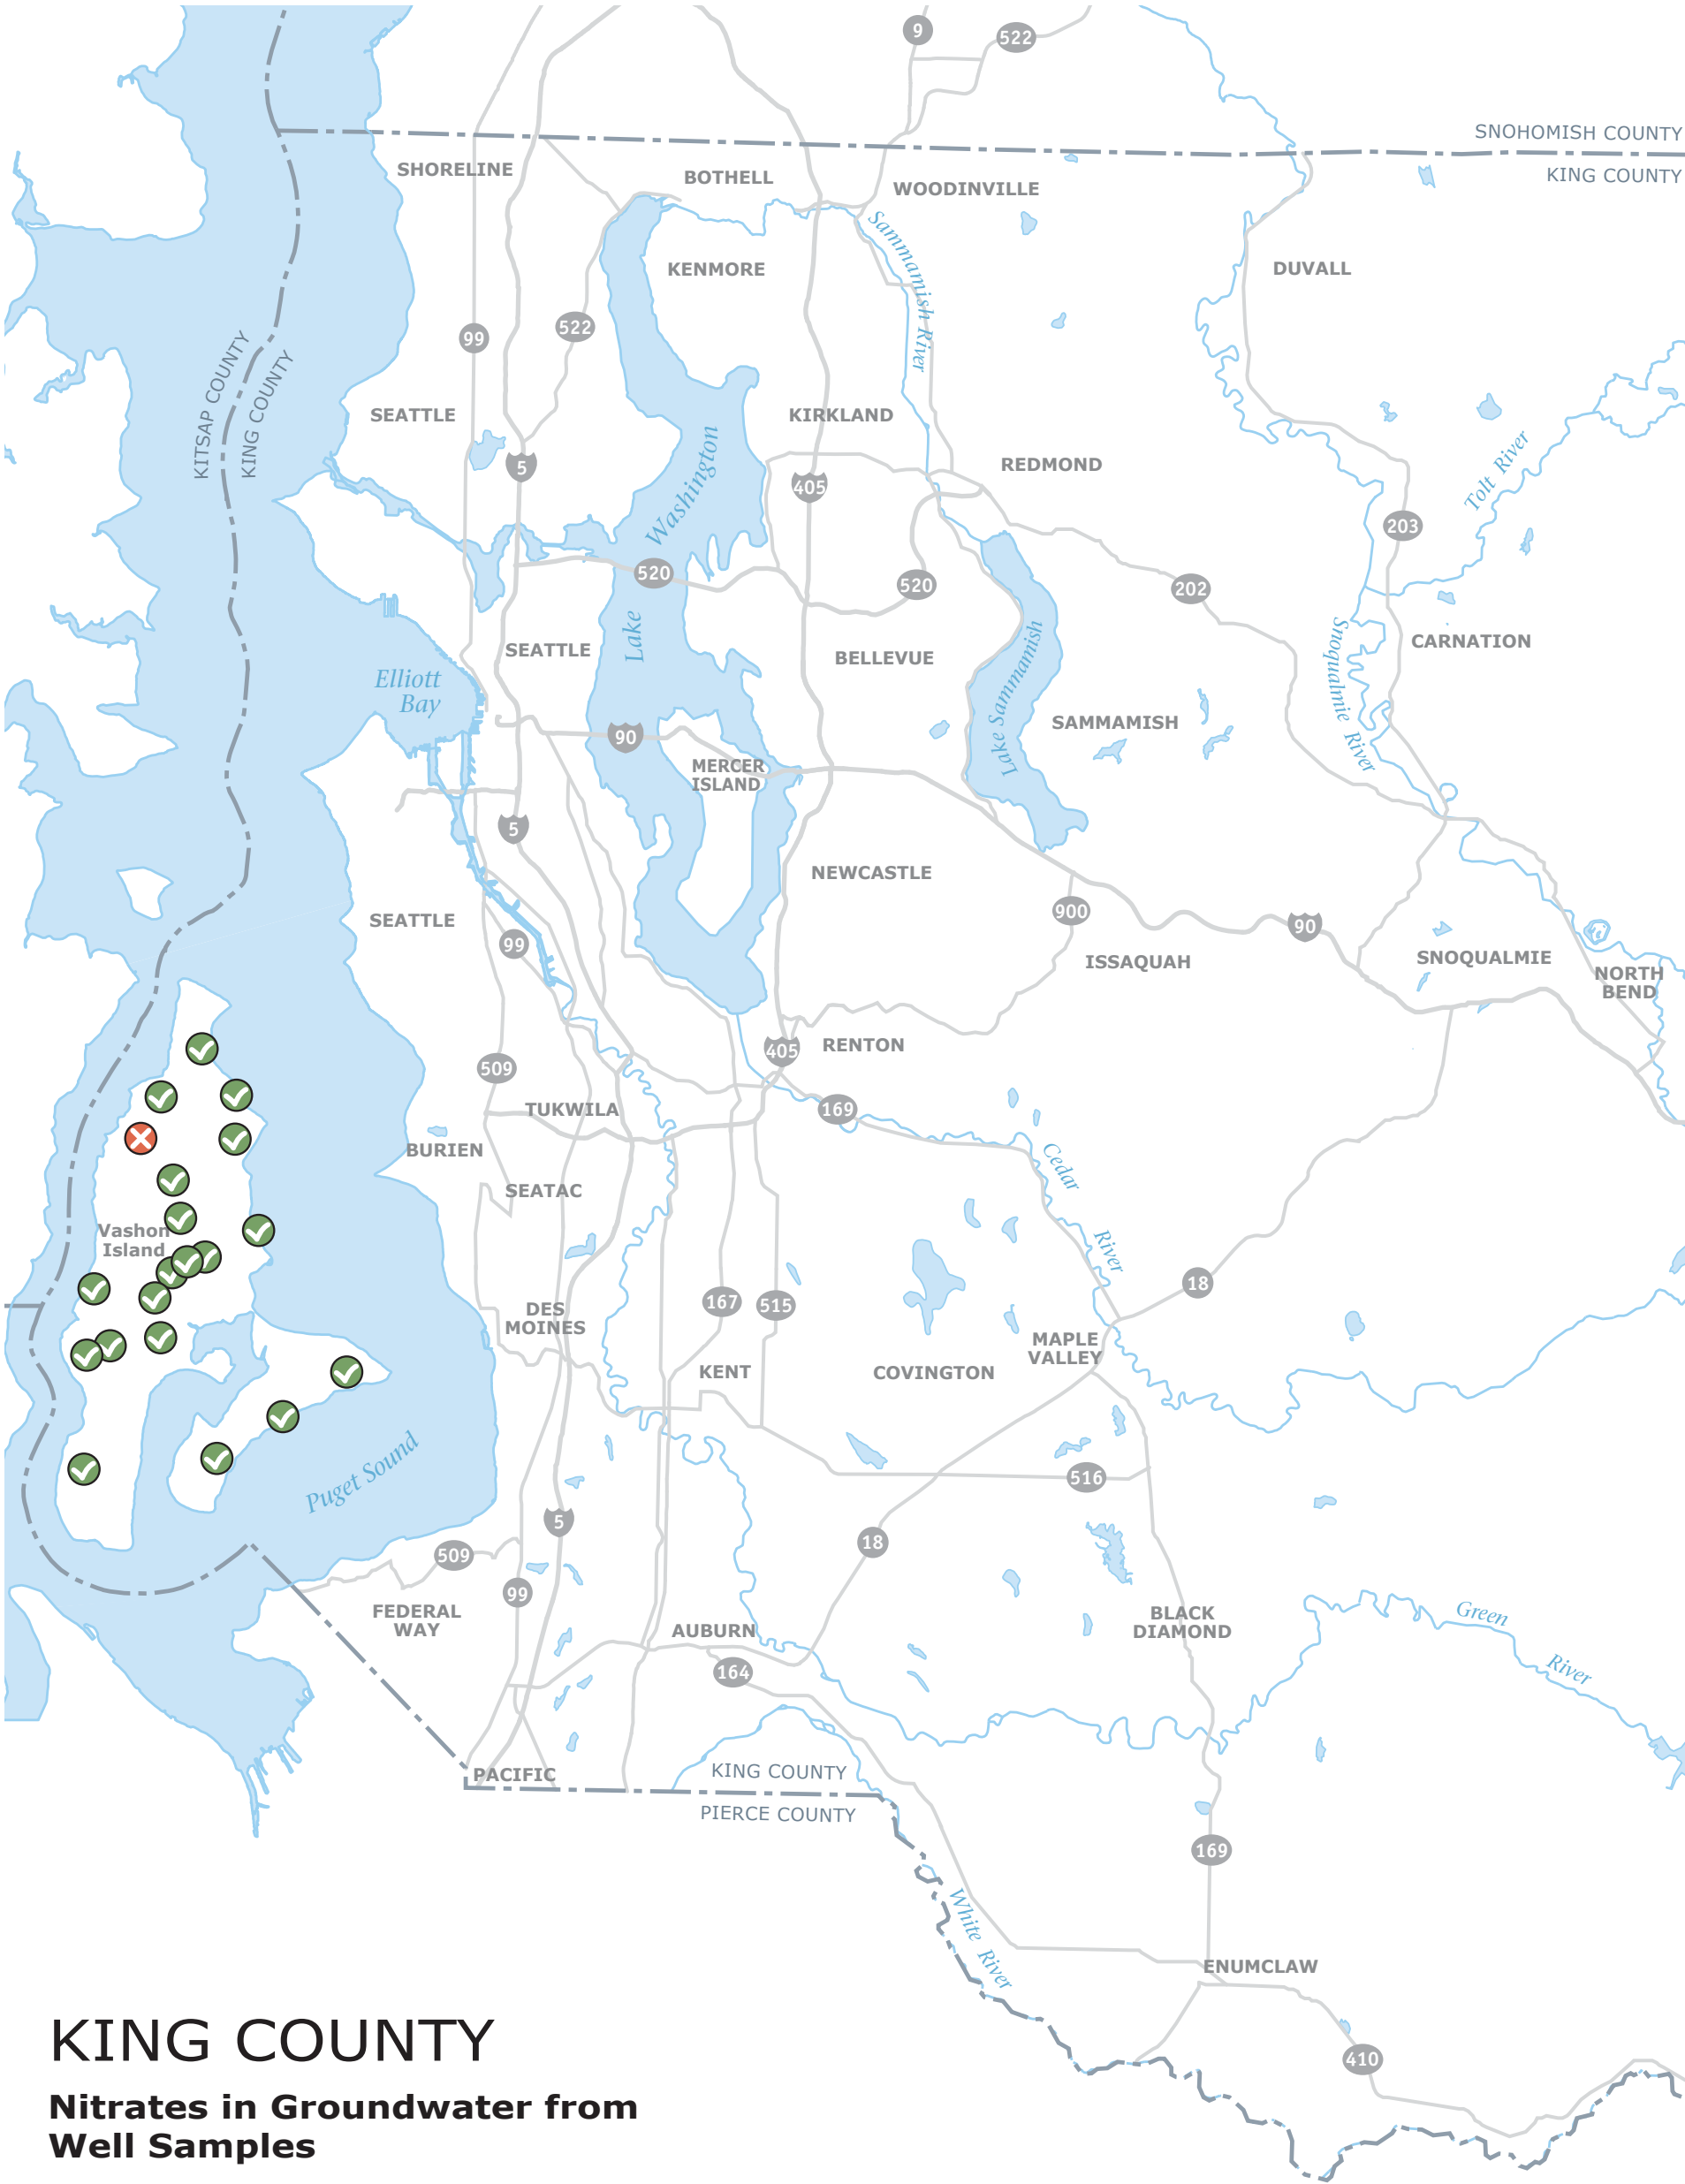 9
522
SNOHOMISH COUNTY
KING COUNTY
SHORELINE
BOTHELL
WOODINVILLE
Sammamish River
KENMORE
DUVALL
99
522
KITSAP COUNTY
KING COUNTY
SEATTLE
KIRKLAND
5
405
REDMOND
Tolt River
203
Lake Washington
520
520
202
SEATTLE
BELLEVUE
Lake Sammamish
Snoqualmie River
CARNATION
Elliott
Bay
SAMMAMISH
90
MERCER
ISLAND
5
NEWCASTLE
SEATTLE
99
900
90
ISSAQUAH
SNOQUALMIE
NORTH
BEND
405
RENTON
509
TUKWILA
169
BURIEN
Cedar River
SEATAC
Vashon
Island
18
167
515
DES
MOINES
MAPLE
VALLEY
KENT
COVINGTON
Puget Sound
516
5
18
509
99
FEDERAL
WAY
AUBURN
BLACK
DIAMOND
Green River
164
PACIFIC
KING COUNTY
PIERCE COUNTY
169
White River
ENUMCLAW
410
KING COUNTY
Nitrates in Groundwater from
Well Samples